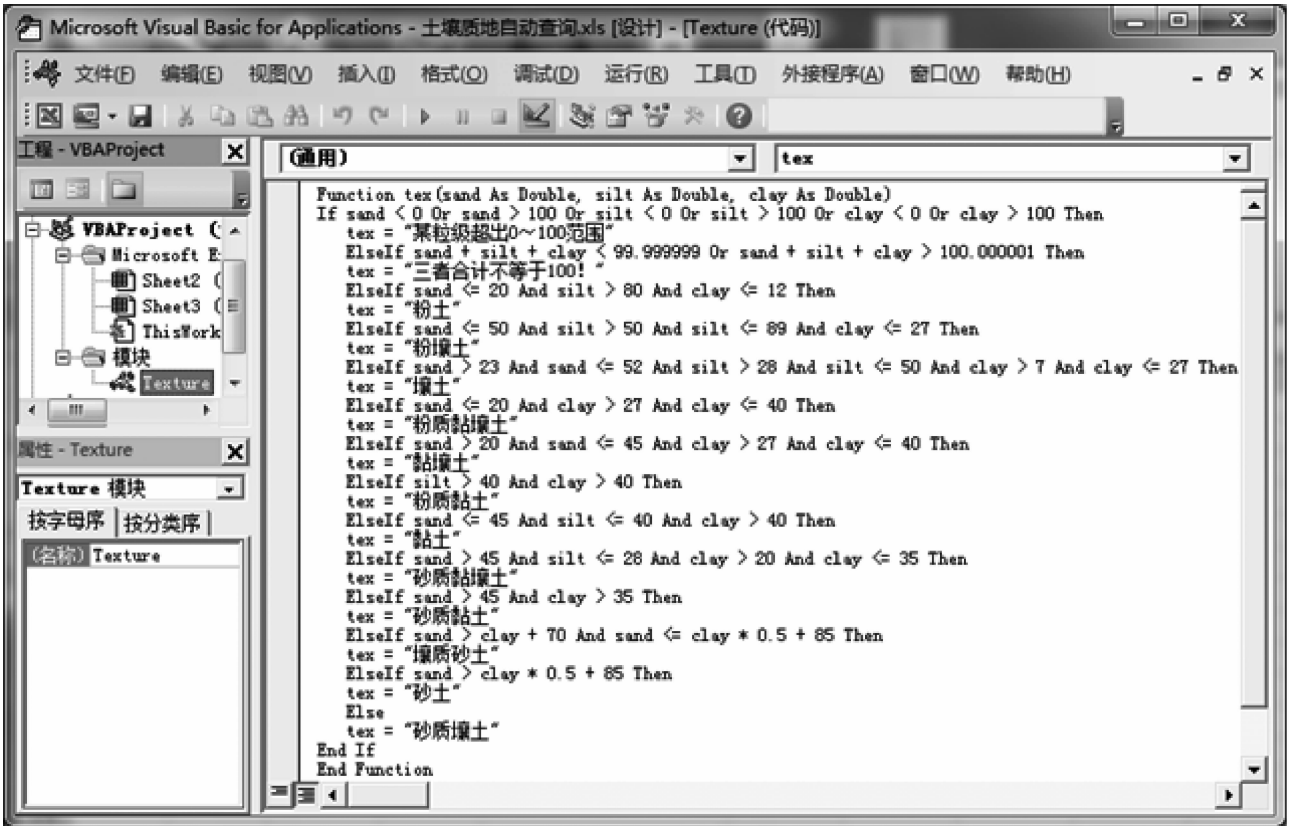 Microsoft Visual Basic for Applications - 土壤质地自动查询.xls [设计] - [Texture (代码)]
文件(F) 编辑(E) 视图(V) 插入(I) 格式(O) 调试(D) 运行(R) 工具(T) 外接程序(A) 窗口(W) 帮助(H)
工程 - VBAProject
(通用)
tex
VBAProject (
Microsoft E
Sheet2 (
Sheet3 (
ThisWork
模块
Texture
属性 - Texture
Texture 模块
按字母序 按分类序
(名称) Texture
Function tex(sand As Double, silt As Double, clay As Double)
If sand < 0 Or sand > 100 Or silt < 0 Or silt > 100 Or clay < 0 Or clay > 100 Then
tex = "某粒级超出0～100范围"
ElseIf sand + silt + clay < 99.999999 Or sand + silt + clay > 100.000001 Then
tex = "三者合计不等于100! "
ElseIf sand <= 20 And silt > 80 And clay <= 12 Then
tex = "粉土"
ElseIf sand <= 50 And silt > 50 And silt <= 89 And clay <= 27 Then
tex = "粉壤土"
ElseIf sand > 23 And sand <= 52 And silt > 28 And silt <= 50 And clay > 7 And clay <= 27 Then
tex = "壤土"
ElseIf sand <= 20 And clay > 27 And clay <= 40 Then
tex = "粉质黏壤土"
ElseIf sand > 20 And sand <= 45 And clay > 27 And clay <= 40 Then
tex = "黏壤土"
ElseIf silt > 40 And clay > 40 Then
tex = "粉质黏土"
ElseIf sand <= 45 And silt <= 40 And clay > 40 Then
tex = "黏土"
ElseIf sand > 45 And silt <= 28 And clay > 20 And clay <= 35 Then
tex = "砂质黏壤土"
ElseIf sand > 45 And clay > 35 Then
tex = "砂质黏土"
ElseIf sand > clay + 70 And sand <= clay * 0.5 + 85 Then
tex = "壤质砂土"
ElseIf sand > clay * 0.5 + 85 Then
tex = "砂土"
Else
tex = "砂质壤土"
End If
End Function